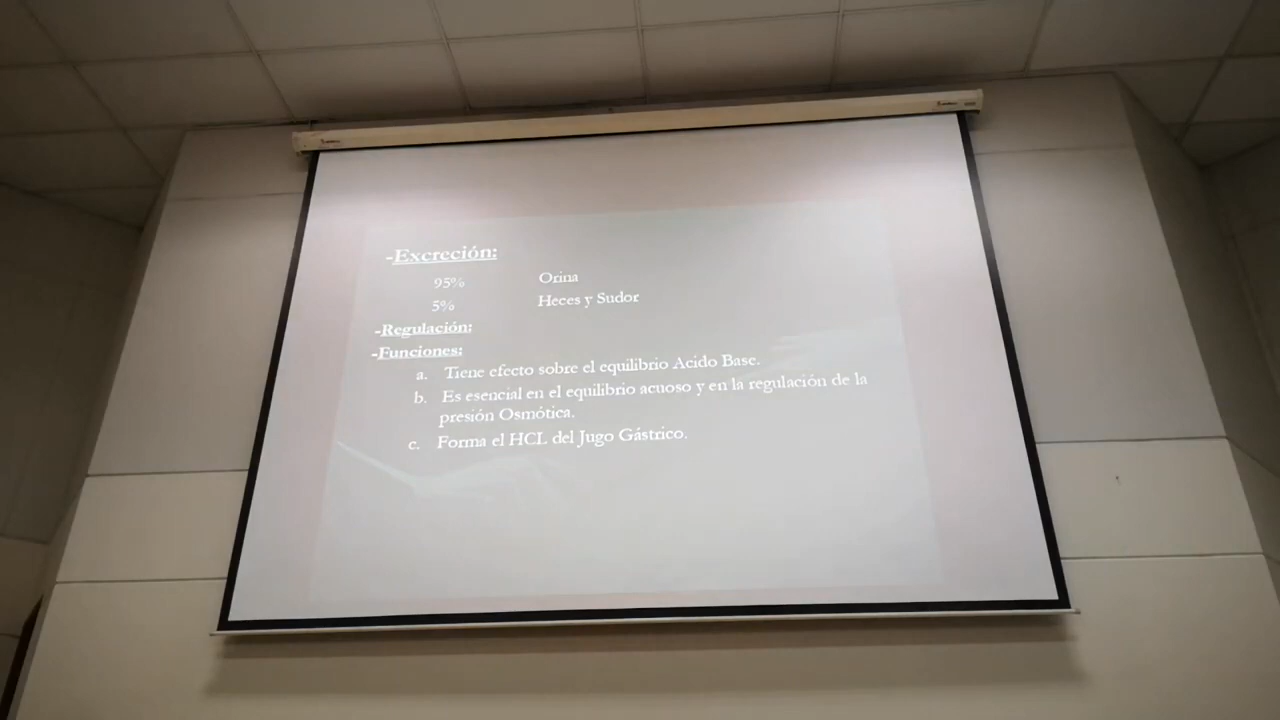 -Excreción:
95% Orina
5% Heces y Sudor
-Regulación:
-Funciones:
a. Tiene efecto sobre el equilibrio Acido Base.
b. Es esencial en el equilibrio acuoso y en la regulación de la
presión Osmótica.
c. Forma el HCL del Jugo Gástrico.